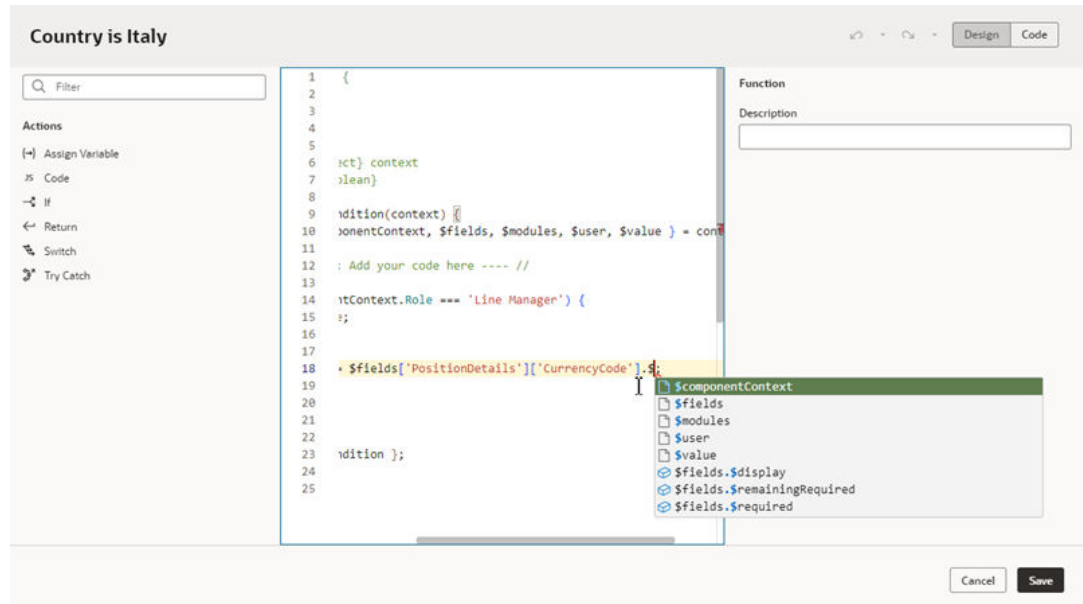 Country is Italy
Design
Code
Filter
Actions
Assign Variable
JS Code
If
Return
Switch
Try Catch
1 {
2
3
4
5
6 ect} context
7 olean}
8
9 ndition(context) {
10 ponentContext, $fields, $modules, $user, $value } = cont
11
12 : Add your code here ---- //
13
14 ntContext.Role === 'Line Manager') {
15 e;
16
17
18 = $fields['PositionDetails']['CurrencyCode'].$;
19
20
21
22
23 ndition };
24
25
$componentContext
$fields
$modules
$user
$value
$fields.$display
$fields.$remainingRequired
$fields.$required
Function
Description
Cancel
Save